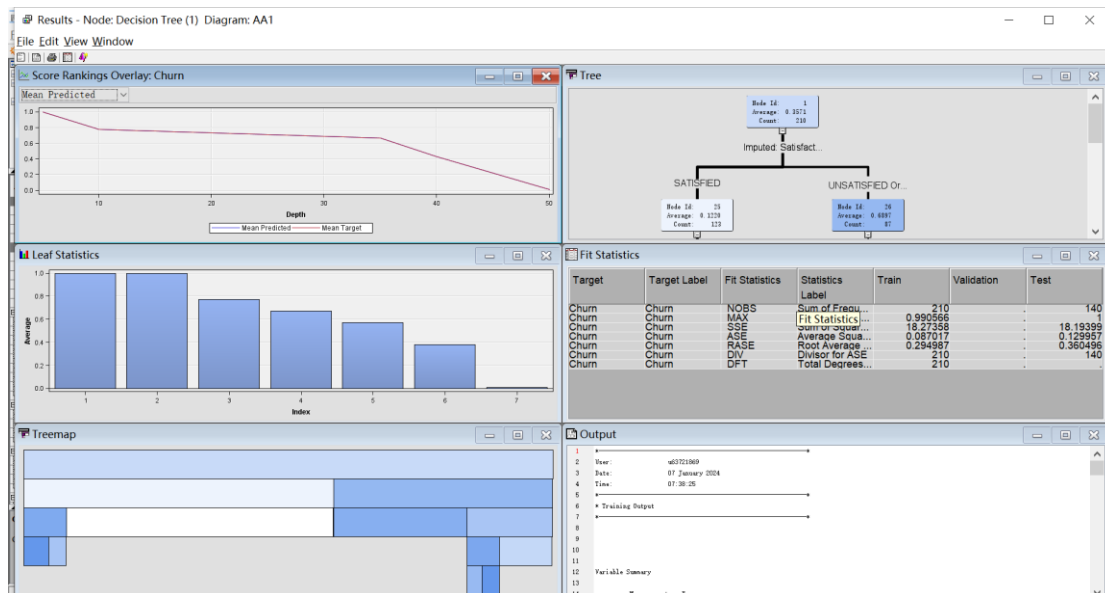 Results - Node: Decision Tree (1) Diagram: AA1
File Edit View Window
Score Rankings Overlay: Churn
Mean Predicted
1.0
0.8
0.6
0.4
0.2
0.0
10 20 30 40 50
Depth
Mean Predicted Mean Target
Tree
Node Id: 1
Average: 0.3571
Count: 210
Imputed: Satisfact...
SATISFIED UNSATISFIED Or...
Node Id: 25 Node Id: 26
Average: 0.1220 Average: 0.6897
Count: 123 Count: 87
Leaf Statistics
1.0
0.8
0.6
0.4
0.2
0.0
Average
1 2 3 4 5 6 7
Index
Fit Statistics
Target Target Label Fit Statistics Statistics Label Train Validation Test
Churn Churn NOBS Sum of Frequ... 210 . 140
Churn Churn MAX 0.990566 . 1
Churn Churn SSE Sum of Squar... 18.27358 . 18.19399
Churn Churn ASE Average Squa... 0.087017 . 0.129957
Churn Churn RASE Root Average ... 0.294987 . 0.360496
Churn Churn DIV Divisor for ASE 210 . 140
Churn Churn DFT Total Degrees... 210 . .
Fit Statistics
Treemap
Output
1 *
2 User: u63721869
3 Date: 07 January 2024
4 Time: 07:38:25
5 *
6 * Training Output
7 *
8
9
10
11
12 Variable Summary
13